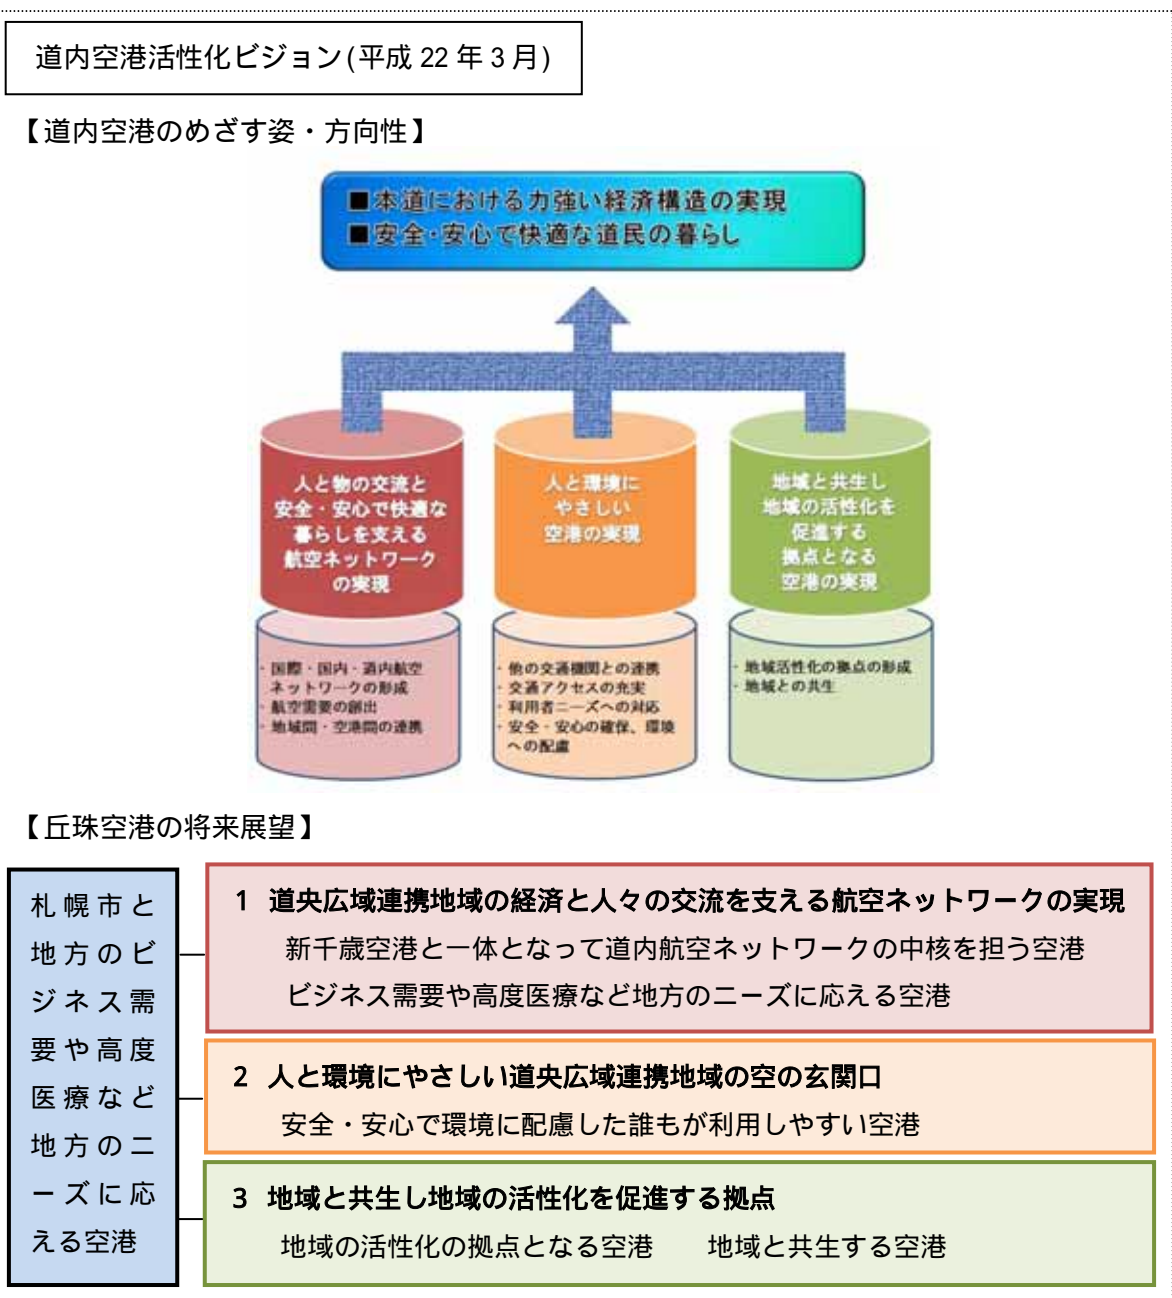 道内空港活性化ビジョン(平成 22 年 3 月)
【道内空港のめざす姿・方向性】
■本道における力強い経済構造の実現
■安全・安心で快適な道民の暮らし
人と物の交流と
安全・安心で快適な
暮らしを支える
航空ネットワーク
の実現
人と環境に
やさしい
空港の実現
地域と共生し
地域の活性化を
促進する
拠点となる
空港の実現
・国際・国内・道内航空
ネットワークの形成
・航空需要の創出
・地域間・空港間の連携
・他の交通機関との連携
・交通アクセスの充実
・利用者ニーズへの対応
・安全・安心の確保、環境
への配慮
・地域活性化の拠点の形成
・地域との共生
【丘珠空港の将来展望】
札幌市と
地方のビ
ジネス需
要や高度
医療など
地方のニ
ーズに応
える空港
1 道央広域連携地域の経済と人々の交流を支える航空ネットワークの実現
新千歳空港と一体となって道内航空ネットワークの中核を担う空港
ビジネス需要や高度医療など地方のニーズに応える空港
2 人と環境にやさしい道央広域連携地域の空の玄関口
安全・安心で環境に配慮した誰もが利用しやすい空港
3 地域と共生し地域の活性化を促進する拠点
地域の活性化の拠点となる空港　　地域と共生する空港